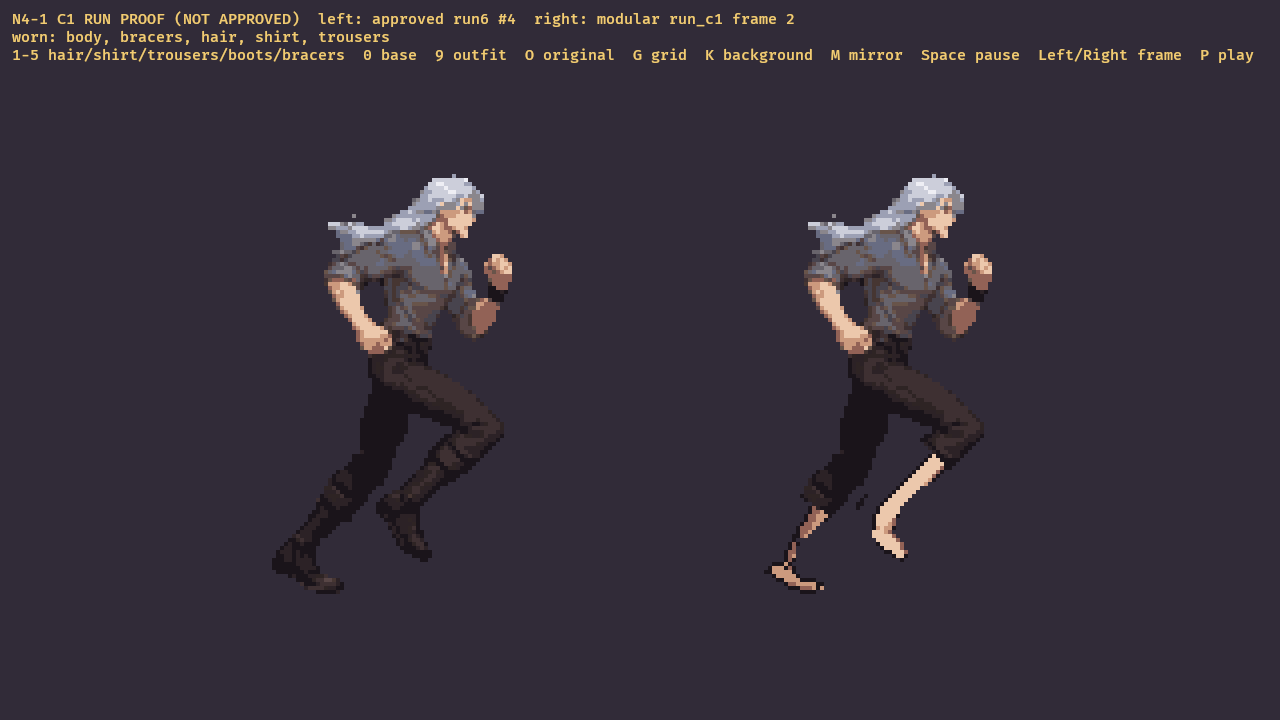 N4-1 C1 RUN PROOF (NOT APPROVED)  left: approved run6 #4  right: modular run_c1 frame 2
worn: body, bracers, hair, shirt, trousers
1-5 hair/shirt/trousers/boots/bracers  0 base  9 outfit  O original  G grid  K background  M mirror  Space pause  Left/Right frame  P play